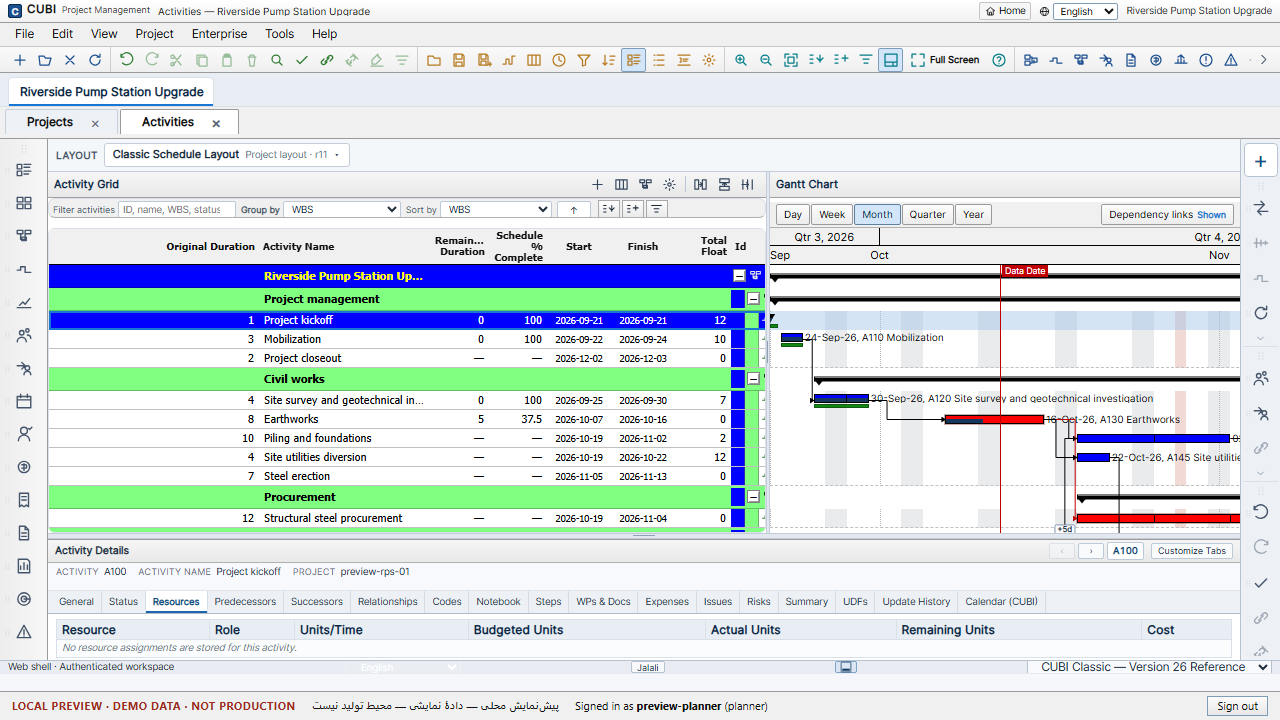 CUBI Project Management Activities — Riverside Pump Station Upgrade Home English Riverside Pump Station Upgrade
File Edit View Project Enterprise Tools Help
Full Screen
Riverside Pump Station Upgrade
Projects Activities
LAYOUT Classic Schedule Layout Project layout · r11
Activity Grid Gantt Chart
Filter activities ID, name, WBS, status Group by WBS Sort by WBS
Day Week Month Quarter Year Dependency links Shown
Original Duration Activity Name Remain... Duration Schedule % Complete Start Finish Total Float Id
Qtr 3, 2026 Qtr 4, 20
Sep Oct Nov
Data Date
Riverside Pump Station Up...
Project management
1 Project kickoff 0 100 2026-09-21 2026-09-21 12
3 Mobilization 0 100 2026-09-22 2026-09-24 10 24-Sep-26, A110 Mobilization
2 Project closeout — — 2026-12-02 2026-12-03 0
Civil works
4 Site survey and geotechnical in... 0 100 2026-09-25 2026-09-30 7 30-Sep-26, A120 Site survey and geotechnical investigation
8 Earthworks 5 37.5 2026-10-07 2026-10-16 0 16-Oct-26, A130 Earthworks
10 Piling and foundations — — 2026-10-19 2026-11-02 2
4 Site utilities diversion — — 2026-10-19 2026-10-22 12 22-Oct-26, A145 Site utilitie
7 Steel erection — — 2026-11-05 2026-11-13 0
Procurement
12 Structural steel procurement — — 2026-10-19 2026-11-04 0
+5d
Activity Details A100 Customize Tabs
ACTIVITY A100 ACTIVITY NAME Project kickoff PROJECT preview-rps-01
General Status Resources Predecessors Successors Relationships Codes Notebook Steps WPs & Docs Expenses Issues Risks Summary UDFs Update History Calendar (CUBI)
Resource Role Units/Time Budgeted Units Actual Units Remaining Units Cost
No resource assignments are stored for this activity.
Web shell · Authenticated workspace English Jalali CUBI Classic — Version 26 Reference
LOCAL PREVIEW · DEMO DATA · NOT PRODUCTION پیش‌نمایش محلی — دادهٔ نمایشی — محیط تولید نیست Signed in as preview-planner (planner) Sign out